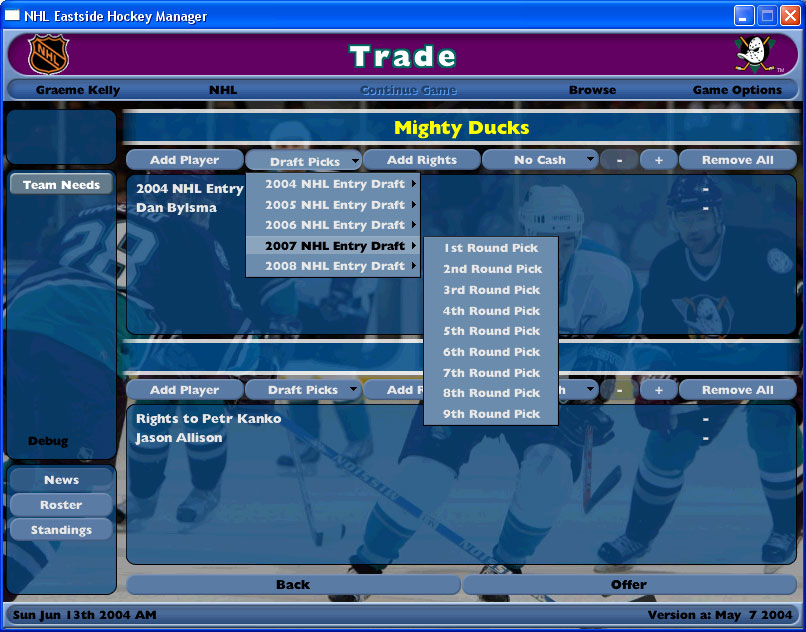 NHL Eastside Hockey Manager
NHL
Trade
TM
Graeme Kelly NHL Continue Game Browse Game Options
Mighty Ducks
Add Player Draft Picks Add Rights No Cash - + Remove All
Team Needs
2004 NHL Entry -
Dan Bylsma -
2004 NHL Entry Draft
2005 NHL Entry Draft
2006 NHL Entry Draft
2007 NHL Entry Draft
2008 NHL Entry Draft
1st Round Pick
2nd Round Pick
3rd Round Pick
4th Round Pick
5th Round Pick
6th Round Pick
7th Round Pick
8th Round Pick
9th Round Pick
28
Add Player Draft Picks Add - + Remove All
Rights to Petr Kanko -
Jason Allison -
Debug
News
Roster
Standings
MISSION
Back Offer
Sun Jun 13th 2004 AM Version a: May 7 2004